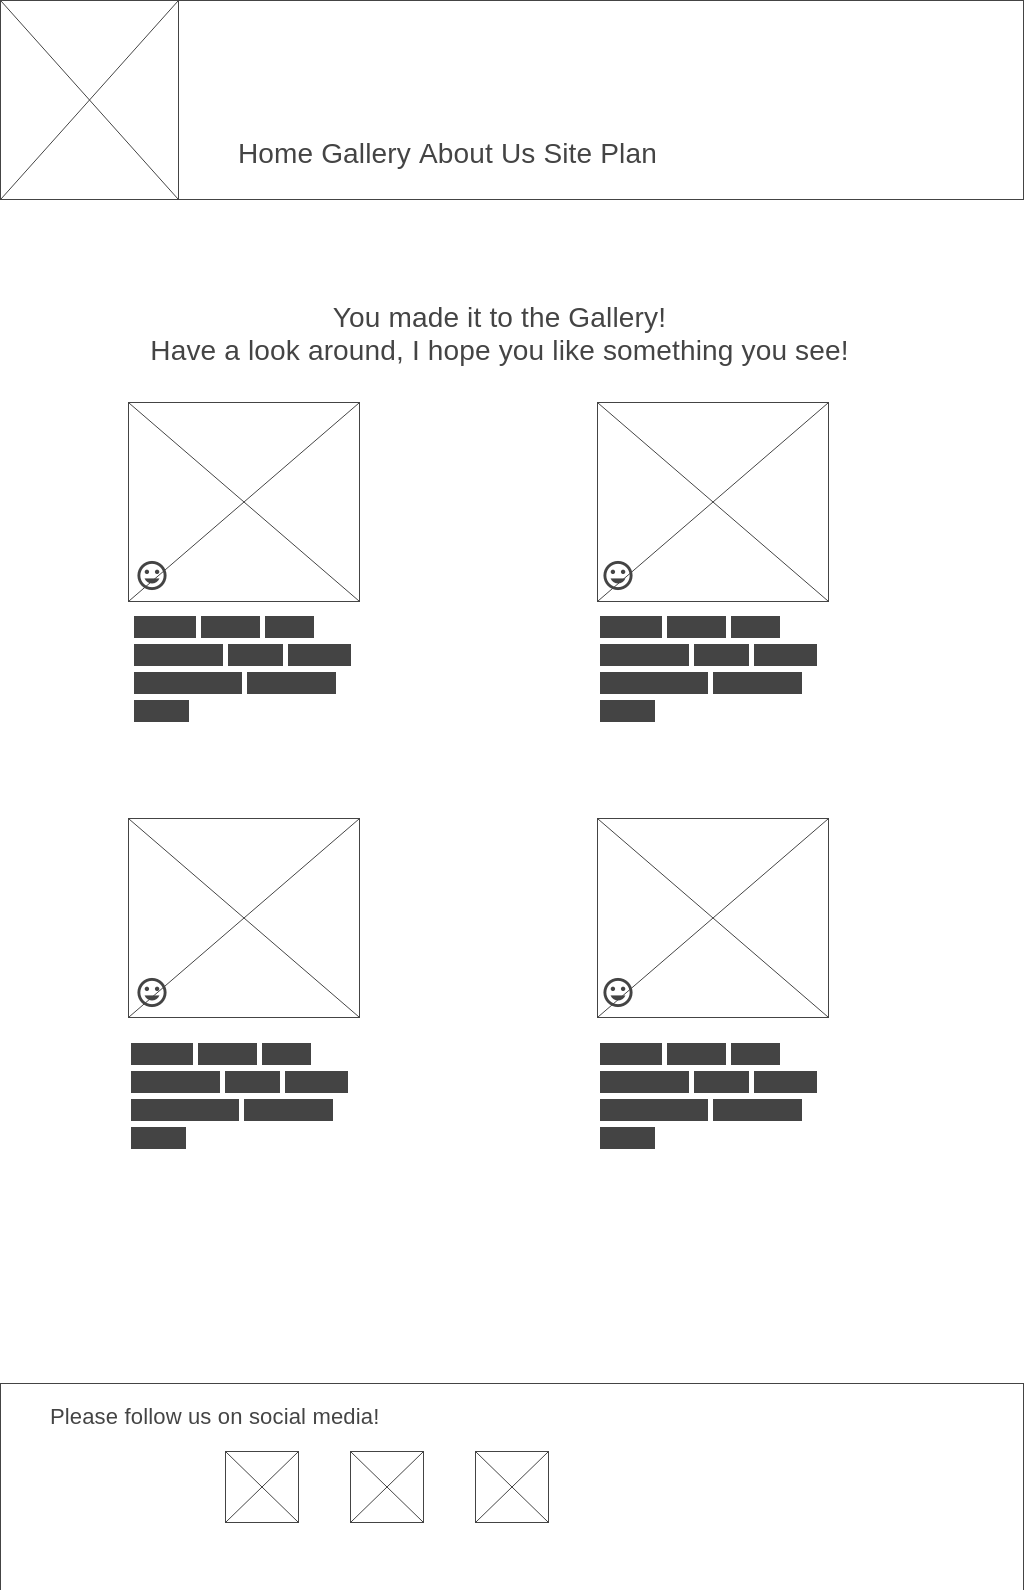 Home Gallery About Us Site Plan
You made it to the Gallery!
Have a look around, I hope you like something you see!
Please follow us on social media!